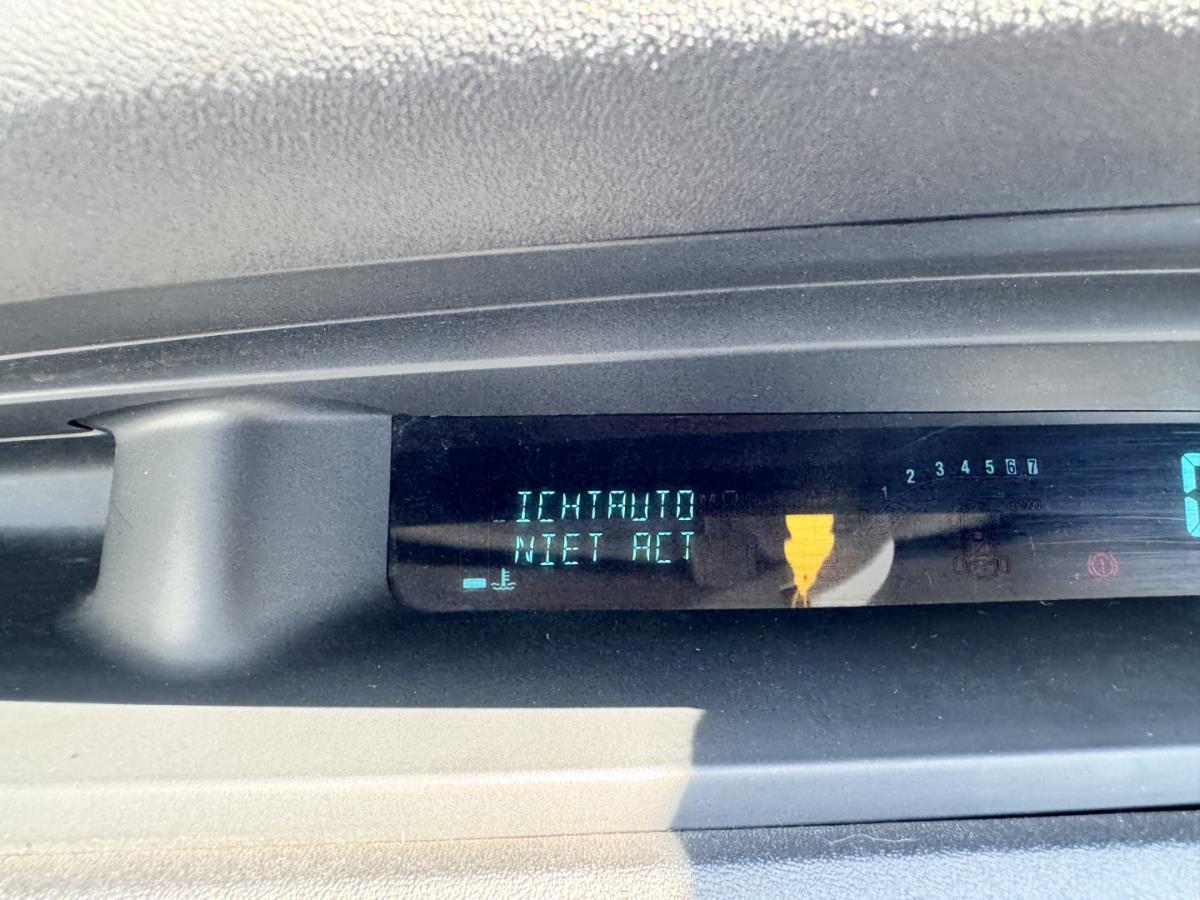 ICHTAUTO
NIET ACT
1 2 3 4 5 6 7